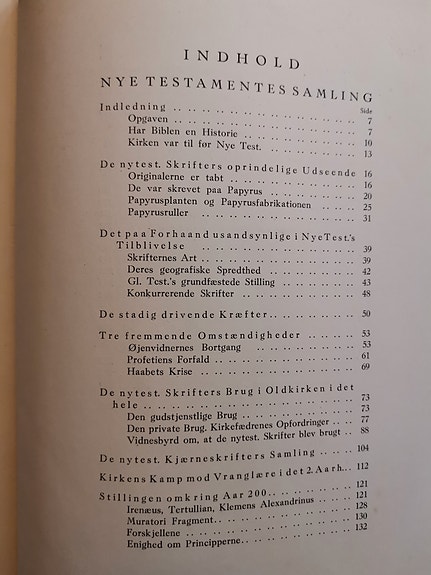 INDHOLD
NYE TESTAMENTES SAMLING
Side
Indledning .. .. .. .. .. .. .. .. .. .. .. 7
Opgaven .. .. .. .. .. .. .. .. .. .. .. 7
Har Biblen en Historie .. .. .. .. .. .. .. 10
Kirken var til før Nye Test. .. .. .. .. .. 13
De nytest. Skrifters oprindelige Udseende 16
Originalerne er tabt .. .. .. .. .. .. .. 16
De var skrevet paa Papyrus .. .. .. .. .. 20
Papyrusplanten og Papyrusfabrikationen .. .. 25
Papyrusruller .. .. .. .. .. .. .. .. .. 31
Det paa Forhaand usandsynlige i Nye Test.'s
Tilblivelse .. .. .. .. .. .. .. .. .. 39
Skrifternes Art .. .. .. .. .. .. .. .. .. 39
Deres geografiske Spredthed .. .. .. .. .. 42
Gl. Test.'s grundfæstede Stilling .. .. .. .. 43
Konkurrerende Skrifter .. .. .. .. .. .. .. 48
De stadig drivende Kræfter.. .. .. .. .. .. 50
Tre fremmende Omstændigheder .. .. .. .. 53
Øjenvidnernes Bortgang .. .. .. .. .. .. 53
Profetiens Forfald .. .. .. .. .. .. .. .. 61
Haabets Krise .. .. .. .. .. .. .. .. .. 69
De nytest. Skrifters Brug i Oldkirken i det
hele .. .. .. .. .. .. .. .. .. .. .. 73
Den gudstjenstlige Brug .. .. .. .. .. .. 73
Den private Brug. Kirkefædrenes Opfordringer .. 77
Vidnesbyrd om, at de nytest. Skrifter blev brugt .. 88
De nytest. Kjærneskrifters Samling .. .. .. 104
Kirkens Kamp mod Vranglære i det 2. Aarh... 112
Stillingen omkring Aar 200.. .. .. .. .. .. 121
Irenæus, Tertullian, Klemens Alexandrinus .. .. 121
Muratori Fragment.. .. .. .. .. .. .. .. 128
Forskjellene .. .. .. .. .. .. .. .. .. 130
Enighed om Principperne.. .. .. .. .. .. 132